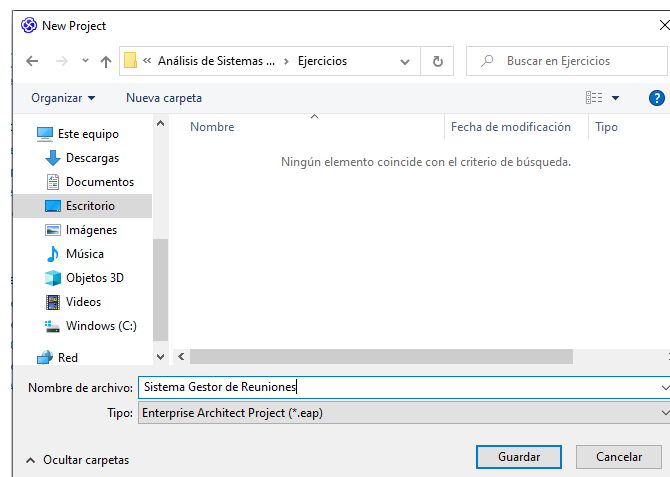 New Project
« Análisis de Sistemas ... > Ejercicios
Buscar en Ejercicios
Organizar
Nueva carpeta
?
Este equipo
Descargas
Documentos
Escritorio
Imágenes
Música
Objetos 3D
Videos
Windows (C:)
Red
Nombre
Fecha de modificación
Tipo
Ningún elemento coincide con el criterio de búsqueda.
Nombre de archivo: Sistema Gestor de Reuniones
Tipo: Enterprise Architect Project (*.eap)
Ocultar carpetas
Guardar
Cancelar